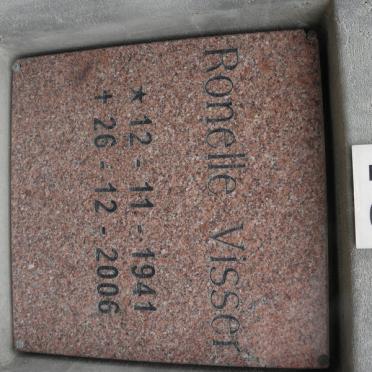 Ronelle Visser
★ 12 - 11 - 1941
+ 26 - 12 - 2006